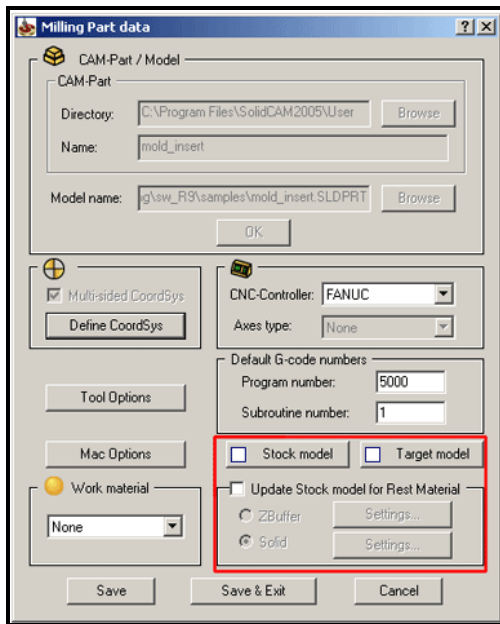 Milling Part data
CAM-Part / Model
CAM-Part
Directory: C:\Program Files\SolidCAM2005\User Browse
Name: mold_insert
Model name: g\sw_R9\samples\mold_insert.SLDPRT Browse
OK
Multi-sided CoordSys
Define CoordSys
CNC-Controller: FANUC
Axes type: None
Default G-code numbers
Program number: 5000
Subroutine number: 1
Tool Options
Mac Options
Stock model Target model
Work material
None
Update Stock model for Rest Material
ZBuffer Settings...
Solid Settings...
Save Save & Exit Cancel